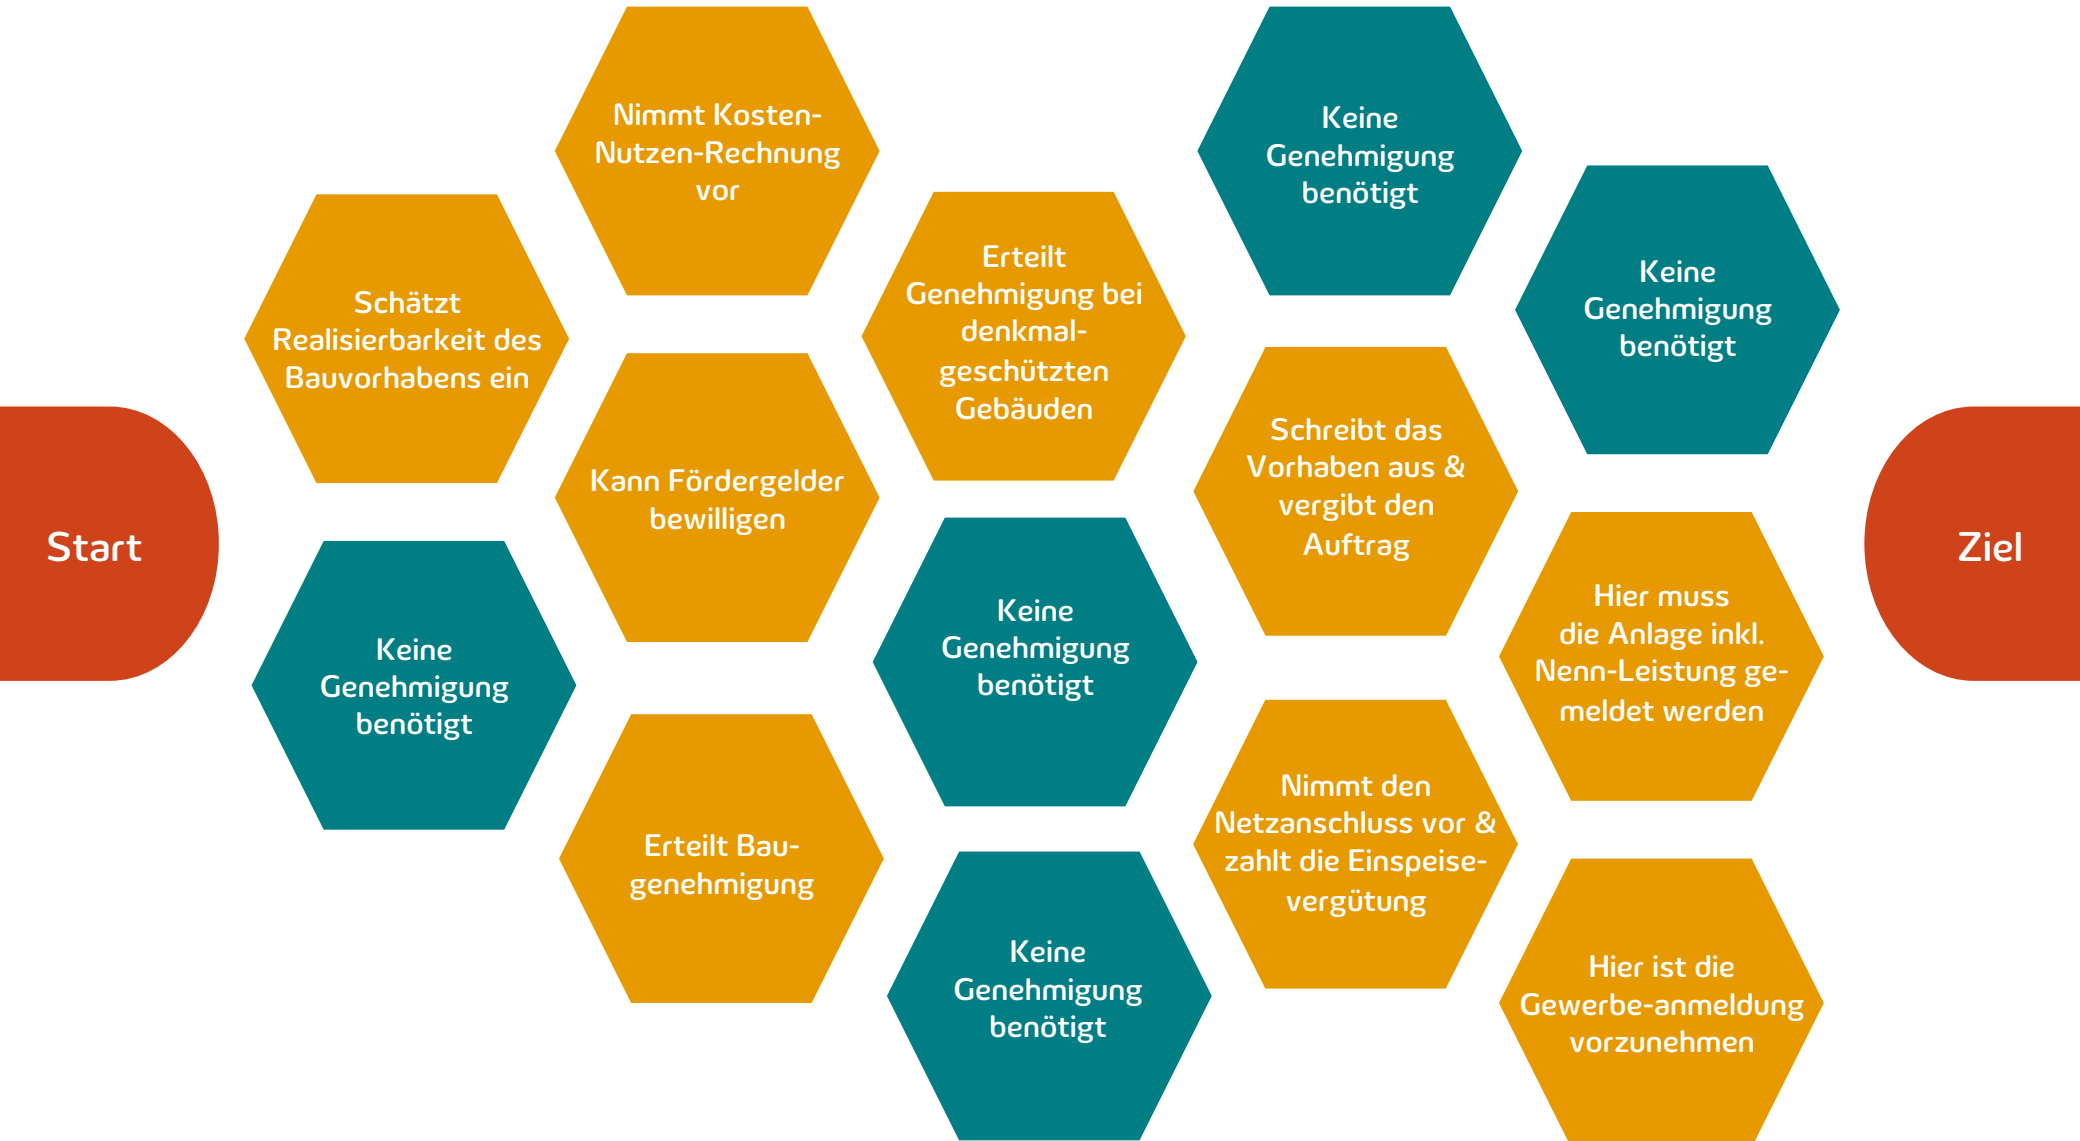 Start
Schätzt
Realisierbarkeit des
Bauvorhabens ein
Keine
Genehmigung
benötigt
Nimmt Kosten-
Nutzen-Rechnung
vor
Kann Fördergelder
bewilligen
Erteilt Bau-
genehmigung
Erteilt
Genehmigung bei
denkmal-
geschützten
Gebäuden
Keine
Genehmigung
benötigt
Keine
Genehmigung
benötigt
Keine
Genehmigung
benötigt
Schreibt das
Vorhaben aus &
vergibt den
Auftrag
Nimmt den
Netzanschluss vor &
zahlt die Einspeise-
vergütung
Keine
Genehmigung
benötigt
Hier muss
die Anlage inkl.
Nenn-Leistung ge-
meldet werden
Hier ist die
Gewerbe-anmeldung
vorzunehmen
Ziel